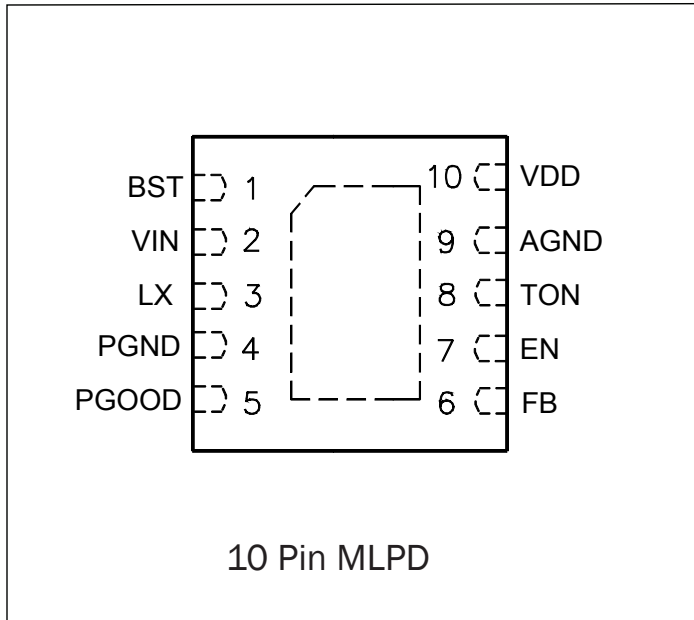 BST 1 10 VDD
VIN 2 9 AGND
LX 3 8 TON
PGND 4 7 EN
PGOOD 5 6 FB
10 Pin MLPD